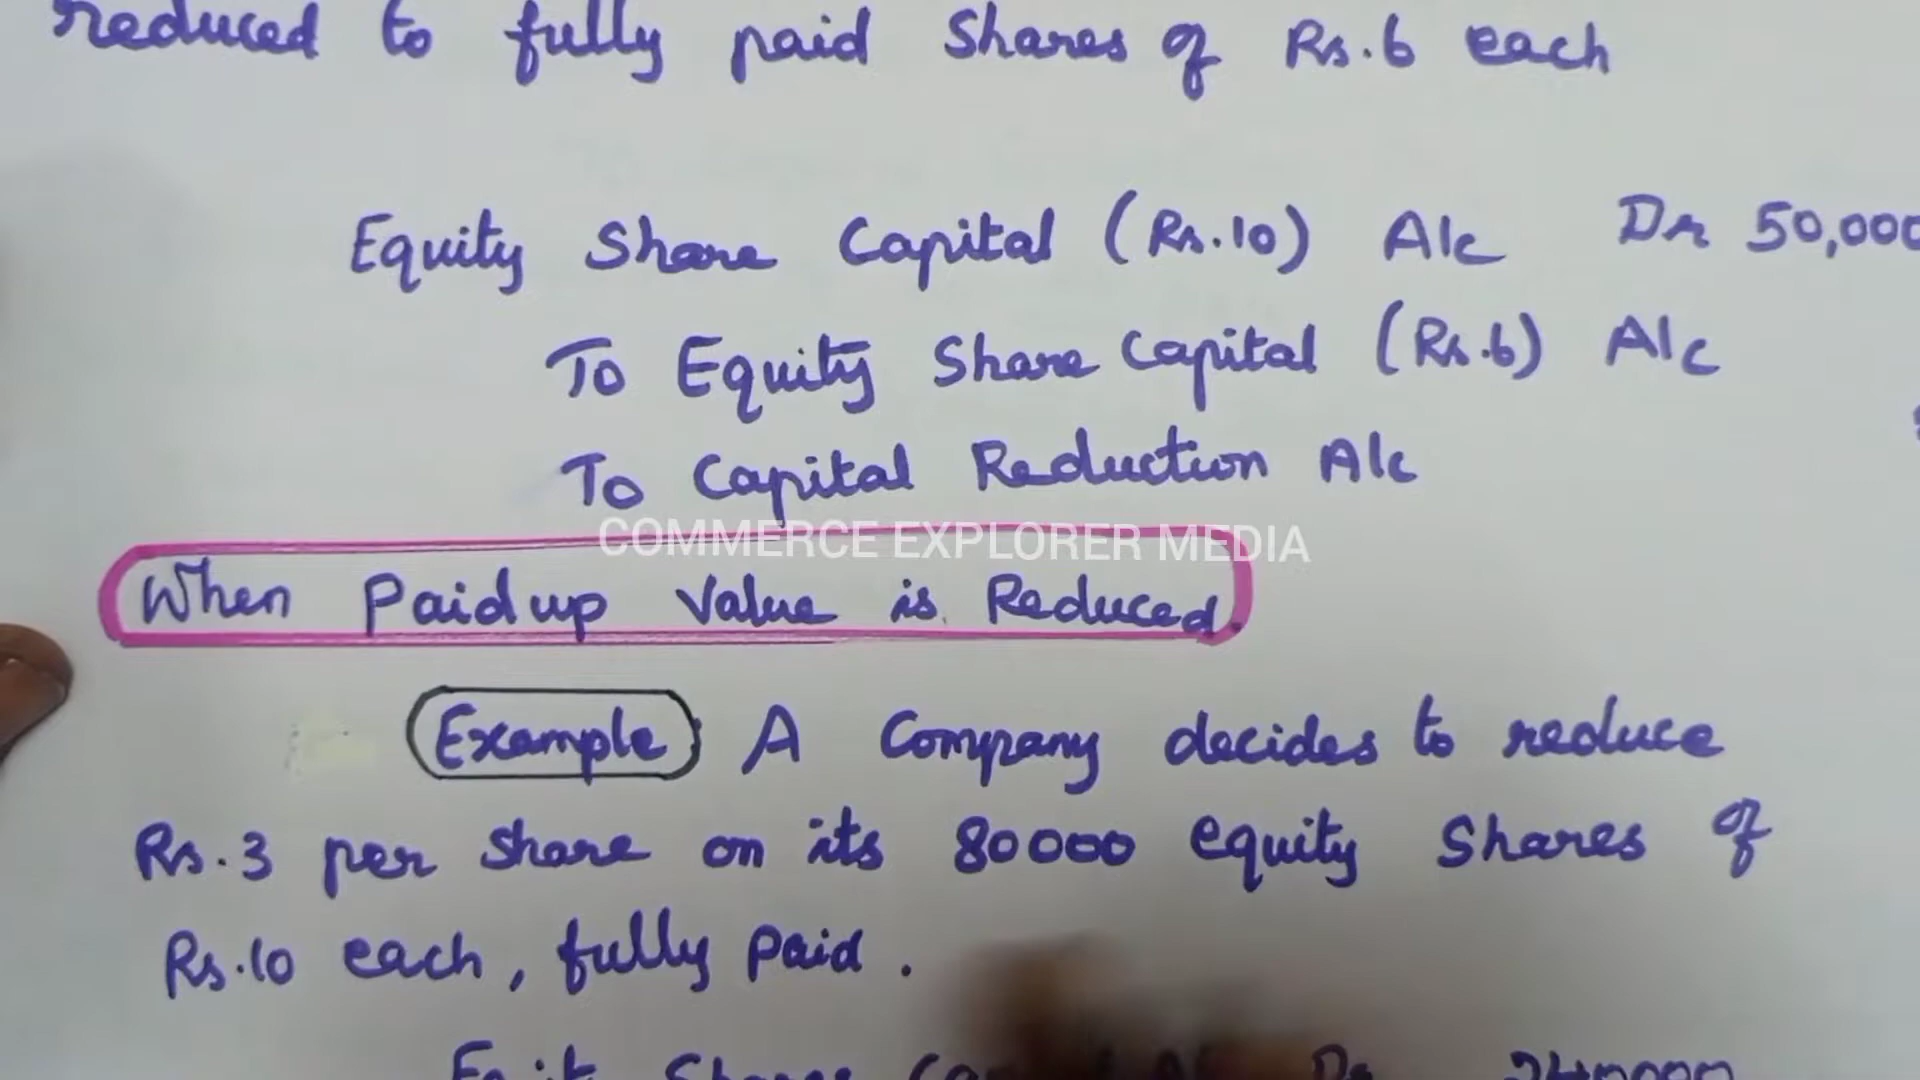 reduced to fully paid Shares of Rs.6 each
Equity Share Capital (Rs.10) A/c Dr 50,000
To Equity Share Capital (Rs.6) A/c
To Capital Reduction A/c
COMMERCE EXPLORER MEDIA
When Paid up Value is Reduced.
Example A Company decides to reduce
Rs.3 per share on its 80000 equity Shares of
Rs.10 each, fully paid.